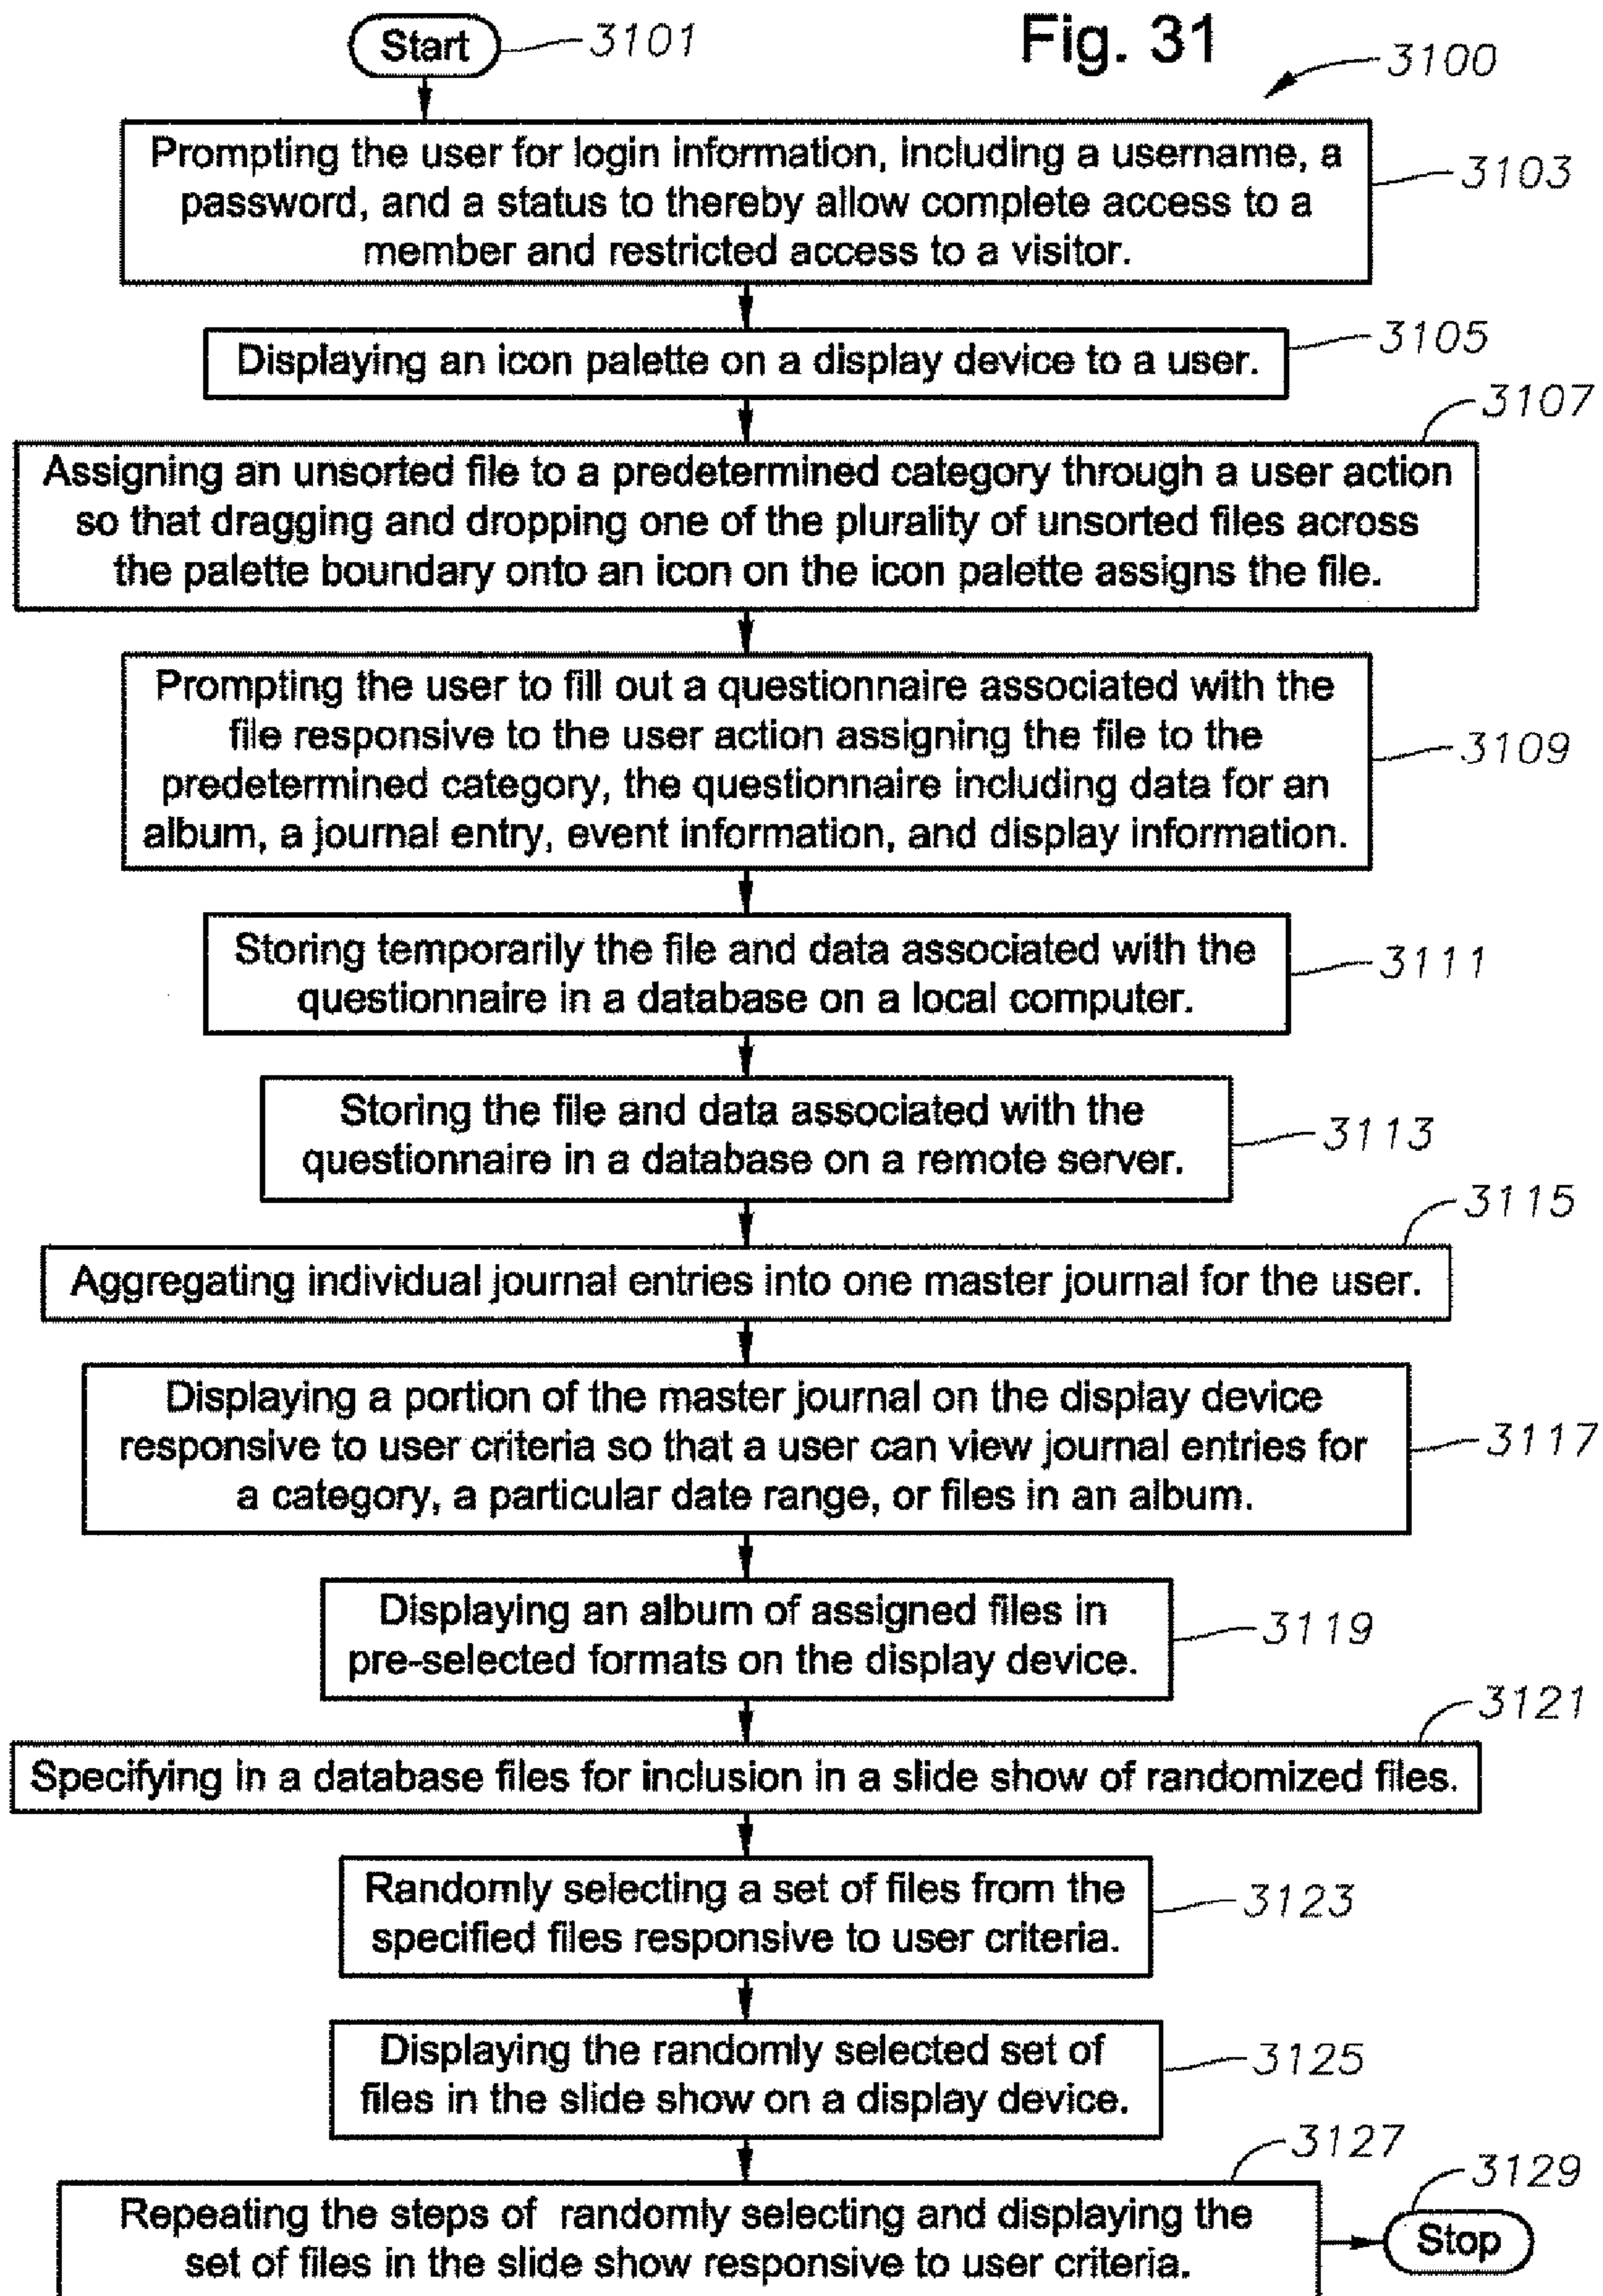 Start
3101
Fig. 31
3100
Prompting the user for login information, including a username, a
password, and a status to thereby allow complete access to a
member and restricted access to a visitor.
3103
Displaying an icon palette on a display device to a user.
3105
3107
Assigning an unsorted file to a predetermined category through a user action
so that dragging and dropping one of the plurality of unsorted files across
the palette boundary onto an icon on the icon palette assigns the file.
Prompting the user to fill out a questionnaire associated with the
file responsive to the user action assigning the file to the
predetermined category, the questionnaire including data for an
album, a journal entry, event information, and display information.
3109
Storing temporarily the file and data associated with the
questionnaire in a database on a local computer.
3111
Storing the file and data associated with the
questionnaire in a database on a remote server.
3113
3115
Aggregating individual journal entries into one master journal for the user.
Displaying a portion of the master journal on the display device
responsive to user criteria so that a user can view journal entries for
a category, a particular date range, or files in an album.
3117
Displaying an album of assigned files in
pre-selected formats on the display device.
3119
3121
Specifying in a database files for inclusion in a slide show of randomized files.
Randomly selecting a set of files from the
specified files responsive to user criteria.
3123
Displaying the randomly selected set of
files in the slide show on a display device.
3125
3127
Repeating the steps of randomly selecting and displaying the
set of files in the slide show responsive to user criteria.
3129
Stop